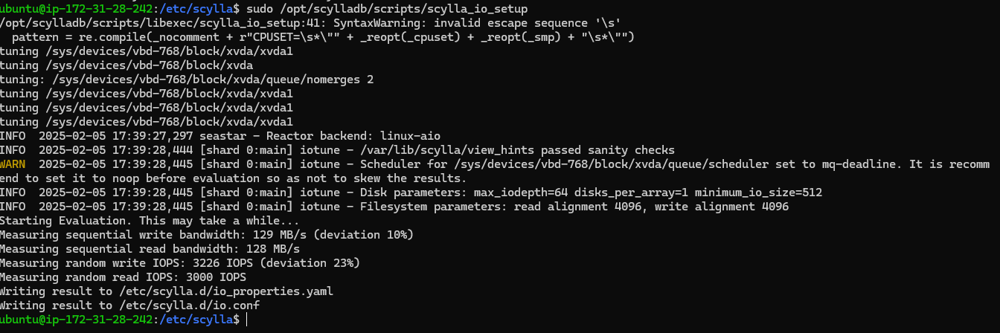 ubuntu@ip-172-31-28-242:/etc/scylla$ sudo /opt/scylladb/scripts/scylla_io_setup
/opt/scylladb/scripts/libexec/scylla_io_setup:41: SyntaxWarning: invalid escape sequence '\s'
  pattern = re.compile(_nocomment + r"CPUSET=\s*\"" + _reopt(_cpuset) + _reopt(_smp) + "\s*\"")
tuning /sys/devices/vbd-768/block/xvda/xvda1
tuning /sys/devices/vbd-768/block/xvda
tuning: /sys/devices/vbd-768/block/xvda/queue/nomerges 2
tuning /sys/devices/vbd-768/block/xvda/xvda1
tuning /sys/devices/vbd-768/block/xvda/xvda1
tuning /sys/devices/vbd-768/block/xvda/xvda1
INFO  2025-02-05 17:39:27,297 seastar - Reactor backend: linux-aio
INFO  2025-02-05 17:39:28,444 [shard 0:main] iotune - /var/lib/scylla/view_hints passed sanity checks
WARN  2025-02-05 17:39:28,445 [shard 0:main] iotune - Scheduler for /sys/devices/vbd-768/block/xvda/queue/scheduler set to mq-deadline. It is recomm
end to set it to noop before evaluation so as not to skew the results.
INFO  2025-02-05 17:39:28,445 [shard 0:main] iotune - Disk parameters: max_iodepth=64 disks_per_array=1 minimum_io_size=512
INFO  2025-02-05 17:39:28,445 [shard 0:main] iotune - Filesystem parameters: read alignment 4096, write alignment 4096
Starting Evaluation. This may take a while...
Measuring sequential write bandwidth: 129 MB/s (deviation 10%)
Measuring sequential read bandwidth: 128 MB/s
Measuring random write IOPS: 3226 IOPS (deviation 23%)
Measuring random read IOPS: 3000 IOPS
Writing result to /etc/scylla.d/io_properties.yaml
Writing result to /etc/scylla.d/io.conf
ubuntu@ip-172-31-28-242:/etc/scylla$